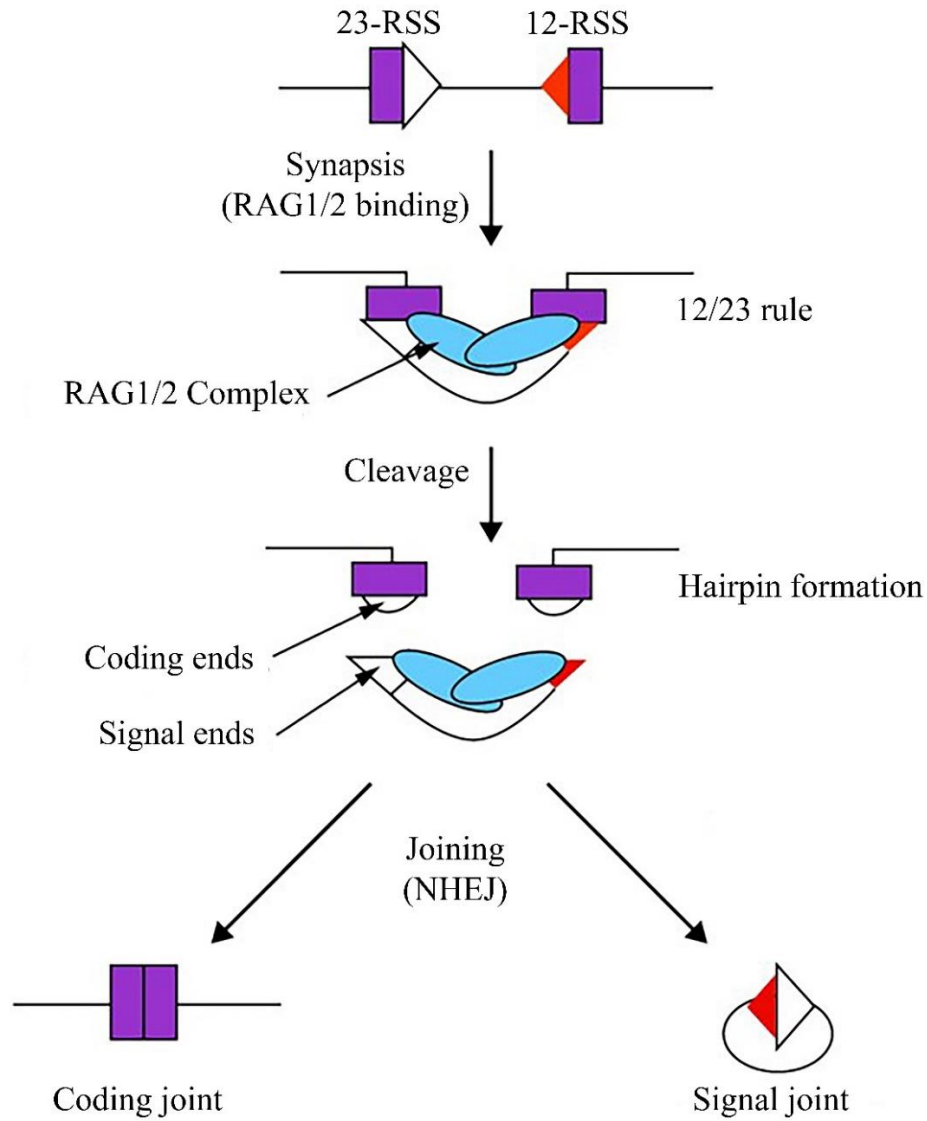 23-RSS
12-RSS
Synapsis
(RAG1/2 binding)
12/23 rule
RAG1/2 Complex
Cleavage
Hairpin formation
Coding ends
Signal ends
Joining
(NHEJ)
Coding joint
Signal joint